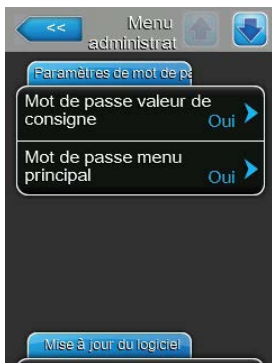 <<
Menu
administrat
Paramètres de mot de pa
Mot de passe valeur de
consigne
Oui
Mot de passe menu
principal
Oui
Mise à jour du logiciel